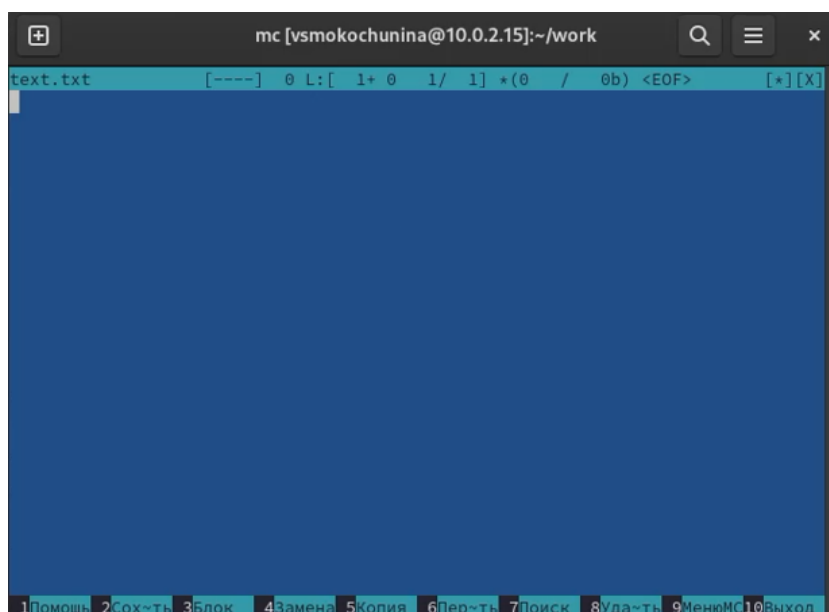 mc [vsmokochunina@10.0.2.15]:~/work
text.txt [----] 0 L:[ 1+ 0 1/ 1] *(0 / 0b) <EOF> [*][X]
1Помощь 2Сох~ть 3Блок 4Замена 5Копия 6Пер~ть 7Поиск 8Уда~ть 9МенюMC 10Выход